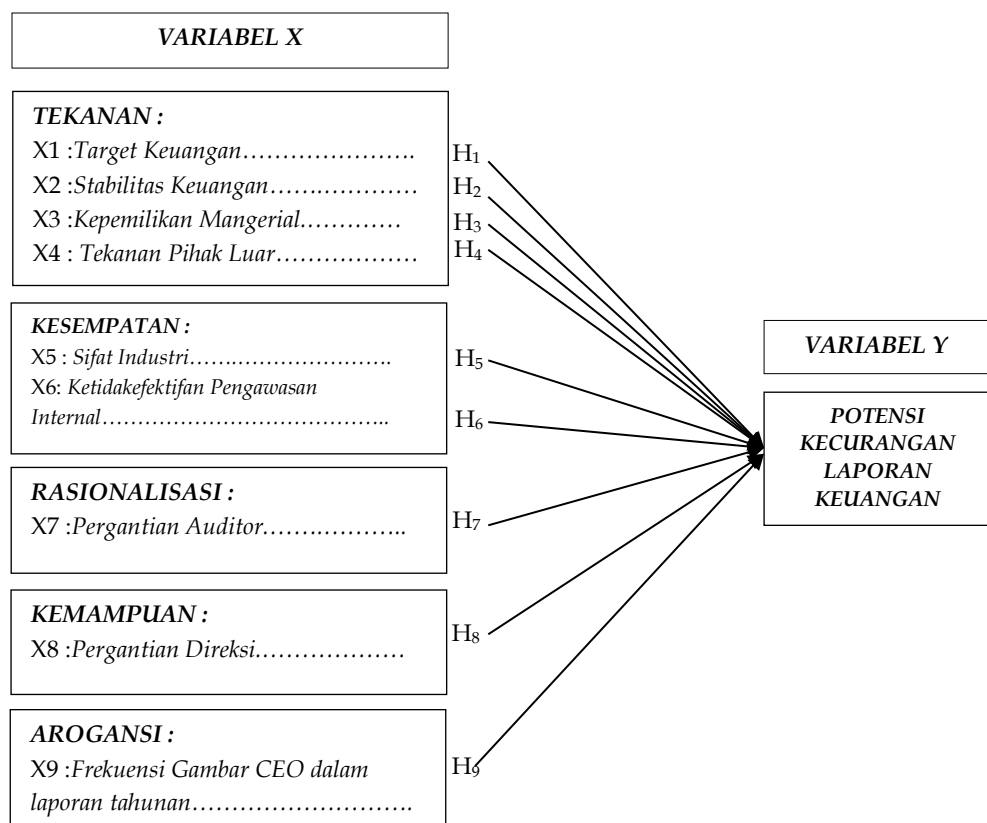 VARIABEL X
TEKANAN :
X1 :Target Keuangan…………………. H1
X2 :Stabilitas Keuangan…….………… H2
X3 :Kepemilikan Mangerial..………… H3
X4 : Tekanan Pihak Luar……………… H4
KESEMPATAN :
X5 : Sifat Industri…….…………………. H5
X6: Ketidakefektifan Pengawasan
Internal……………………………….. H6
VARIABEL Y
POTENSI
KECURANGAN
LAPORAN
KEUANGAN
RASIONALISASI :
X7 :Pergantian Auditor…….……….. H7
KEMAMPUAN :
X8 :Pergantian Direksi.……………… H8
AROGANSI :
X9 :Frekuensi Gambar CEO dalam H9
laporan tahunan……………………….